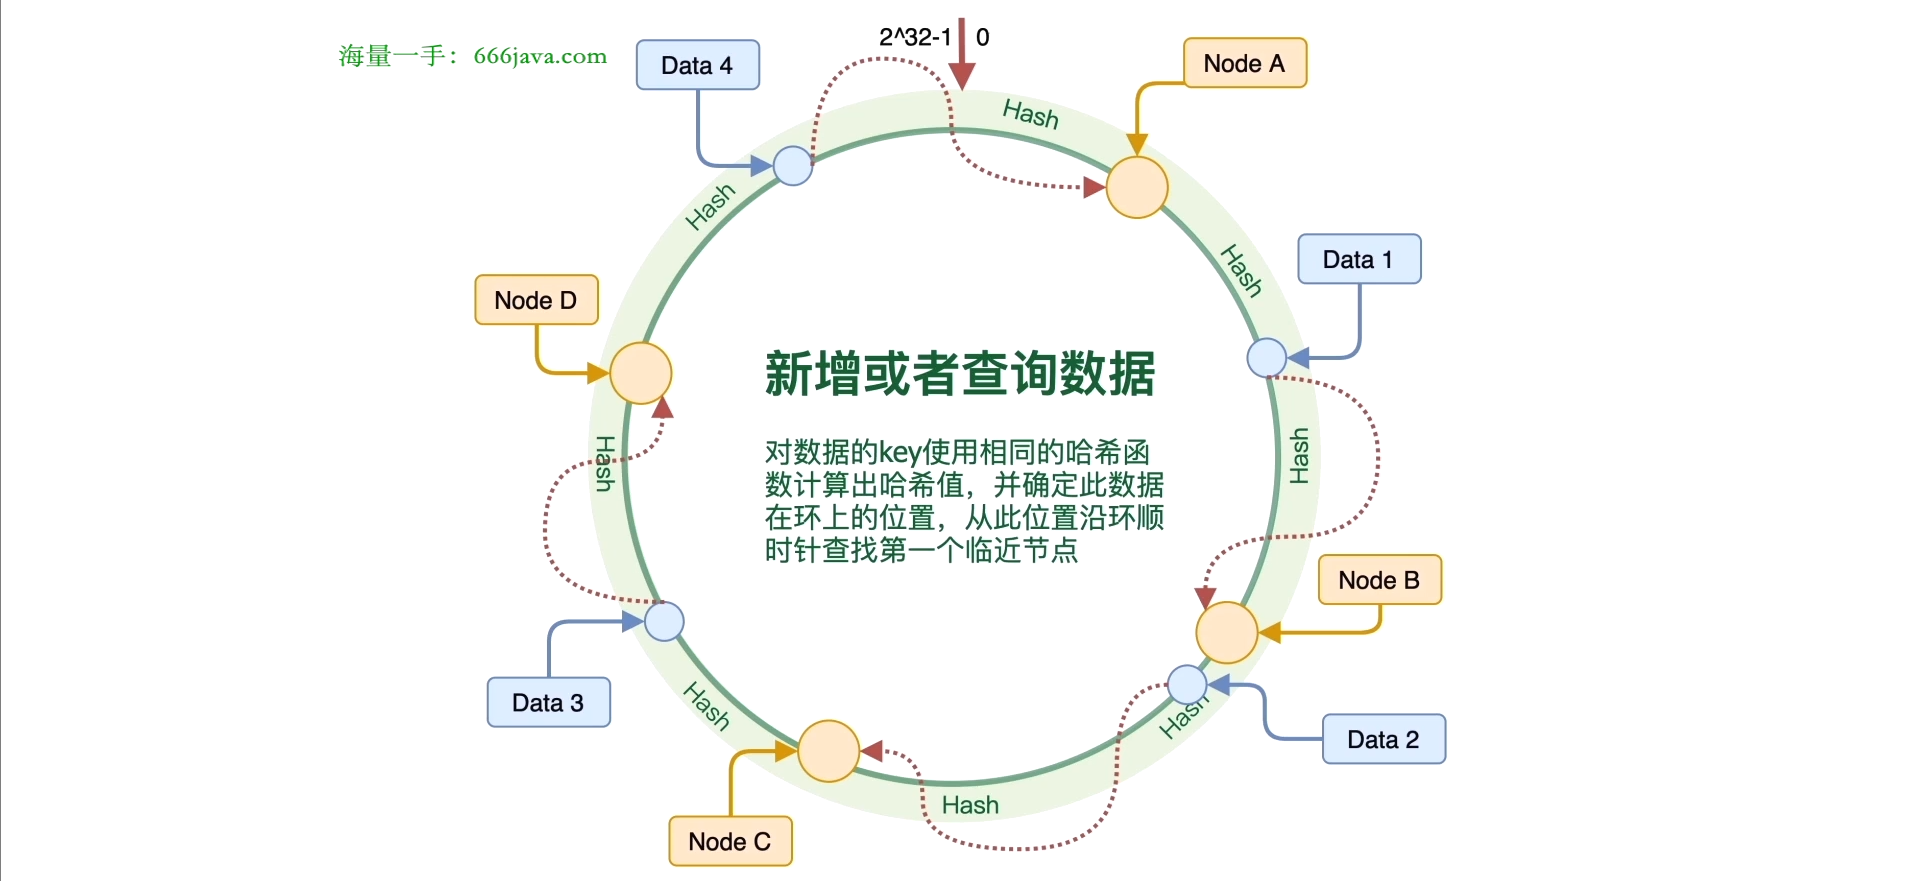 海量一手：666java.com
2^32-1
0
Data 4
Node A
Hash
Hash
Hash
Data 1
Node D
新增或者查询数据
Hash
Hash
对数据的key使用相同的哈希函
数计算出哈希值，并确定此数据
在环上的位置，从此位置沿环顺
时针查找第一个临近节点
Node B
Data 3
Hash
Hash
Data 2
Hash
Node C